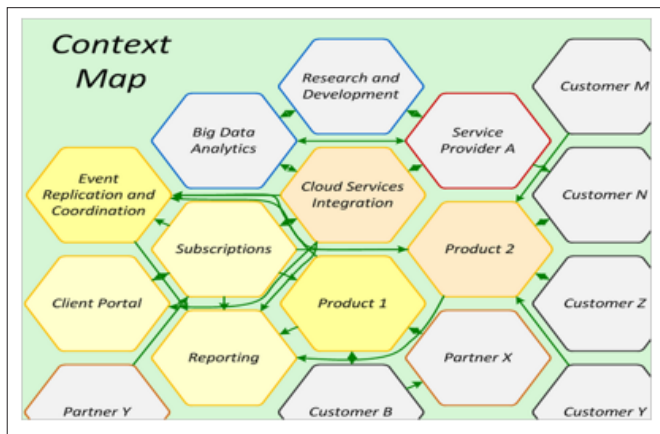 Context
Map
Research and
Development
Customer M
Big Data
Analytics
Service
Provider A
Event
Replication and
Coordination
Cloud Services
Integration
Customer N
Subscriptions
Product 2
Client Portal
Product 1
Customer Z
Reporting
Partner X
Partner Y
Customer B
Customer Y